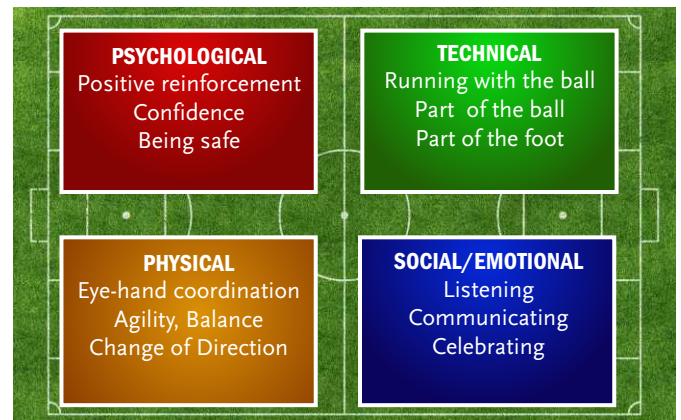 PSYCHOLOGICAL
Positive reinforcement
Confidence
Being safe
TECHNICAL
Running with the ball
Part of the ball
Part of the foot
PHYSICAL
Eye-hand coordination
Agility, Balance
Change of Direction
SOCIAL/EMOTIONAL
Listening
Communicating
Celebrating